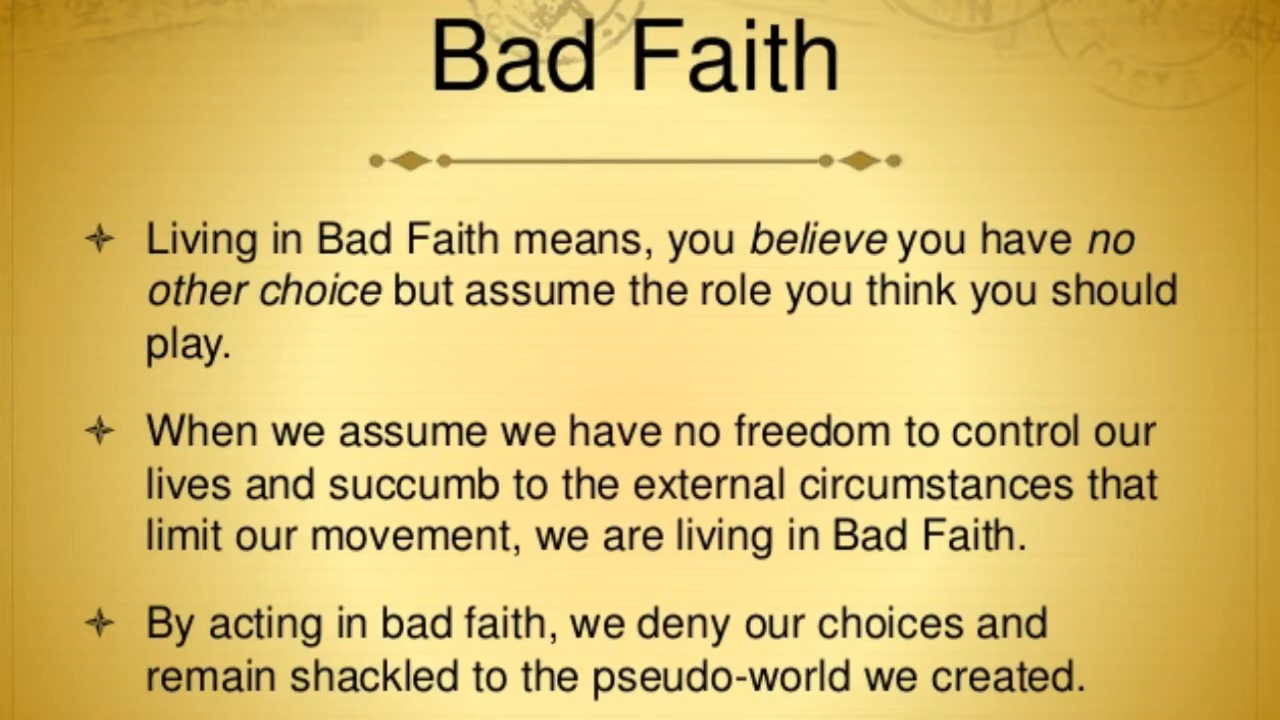 Bad Faith
Living in Bad Faith means, you believe you have no
other choice but assume the role you think you should
play.
When we assume we have no freedom to control our
lives and succumb to the external circumstances that
limit our movement, we are living in Bad Faith.
By acting in bad faith, we deny our choices and
remain shackled to the pseudo-world we created.